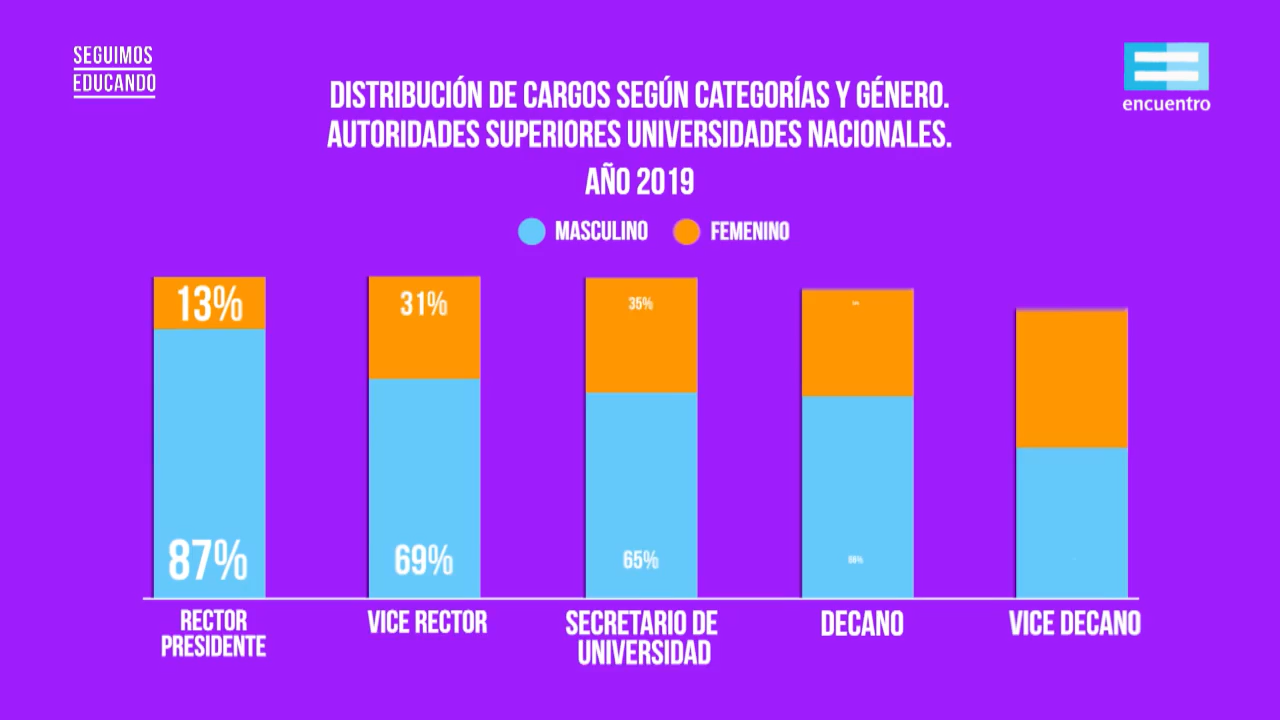 SEGUIMOS
EDUCANDO
encuentro
DISTRIBUCIÓN DE CARGOS SEGÚN CATEGORÍAS Y GÉNERO.
AUTORIDADES SUPERIORES UNIVERSIDADES NACIONALES.
AÑO 2019
MASCULINO FEMENINO
13% 31% 35%
87% 69% 65%
RECTOR
PRESIDENTE
VICE RECTOR
SECRETARIO DE
UNIVERSIDAD
DECANO
VICE DECANO